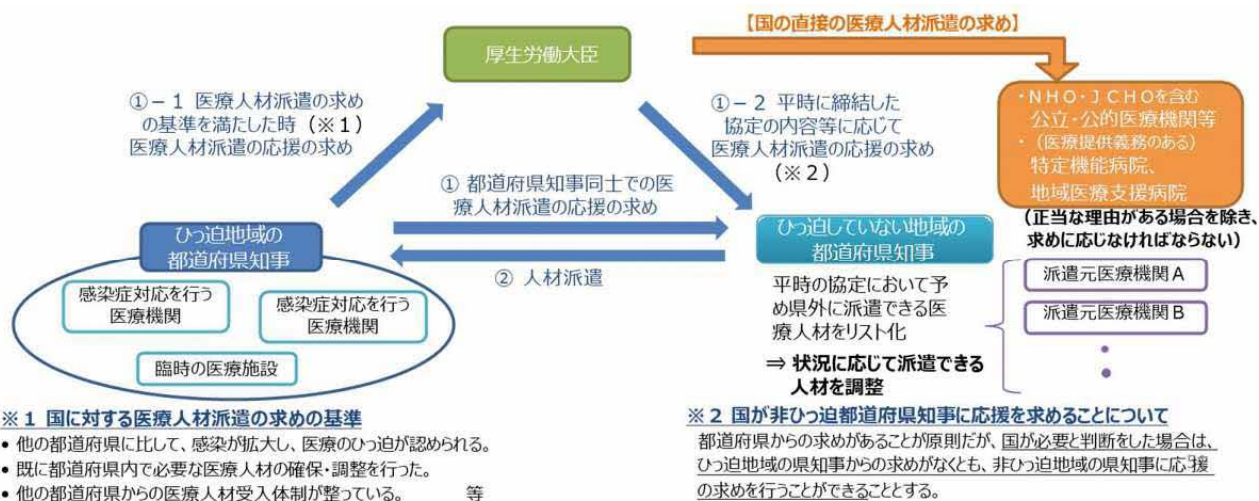 【国の直接の医療人材派遣の求め】
厚生労働大臣
①－1 医療人材派遣の求め
の基準を満たした時（※1）
医療人材派遣の応援の求め
①－2 平時に締結した
協定の内容等に応じて
医療人材派遣の応援の求め
（※2）
・NHO・JCHOを含む
公立・公的医療機関等
・（医療提供義務のある）
特定機能病院、
地域医療支援病院
(正当な理由がある場合を除き、
求めに応じなければならない)
① 都道府県知事同士での医
療人材派遣の応援の求め
ひっ迫地域の
都道府県知事
ひっ迫していない地域の
都道府県知事
② 人材派遣
感染症対応を行う
医療機関
感染症対応を行う
医療機関
臨時の医療施設
平時の協定において予
め県外に派遣できる医
療人材をリスト化
⇒ 状況に応じて派遣できる
人材を調整
派遣元医療機関A
派遣元医療機関B
※1 国に対する医療人材派遣の求めの基準
• 他の都道府県に比して、感染が拡大し、医療のひっ迫が認められる。
• 既に都道府県内で必要な医療人材の確保・調整を行った。
• 他の都道府県からの医療人材受入体制が整っている。 等
※2 国が非ひっ迫都道府県知事に応援を求めることについて
都道府県からの求めがあることが原則だが、国が必要と判断をした場合は、
ひっ迫地域の県知事からの求めがなくとも、非ひっ迫地域の県知事に応援
の求めを行うことができることとする。